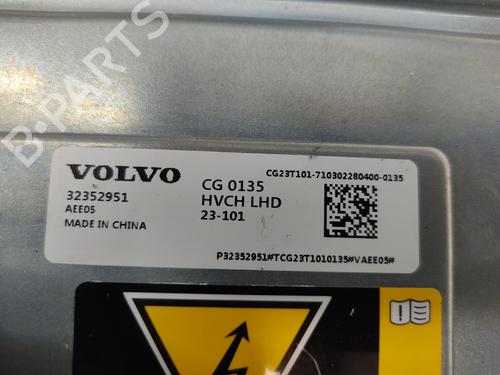 B-PARTS
VOLVO
32352951
AEE05
MADE IN CHINA
CG 0135
HVCH LHD
23-101
CG23T101-710302280400-0135
P32352951#TCG23T1010135#VAEE05#